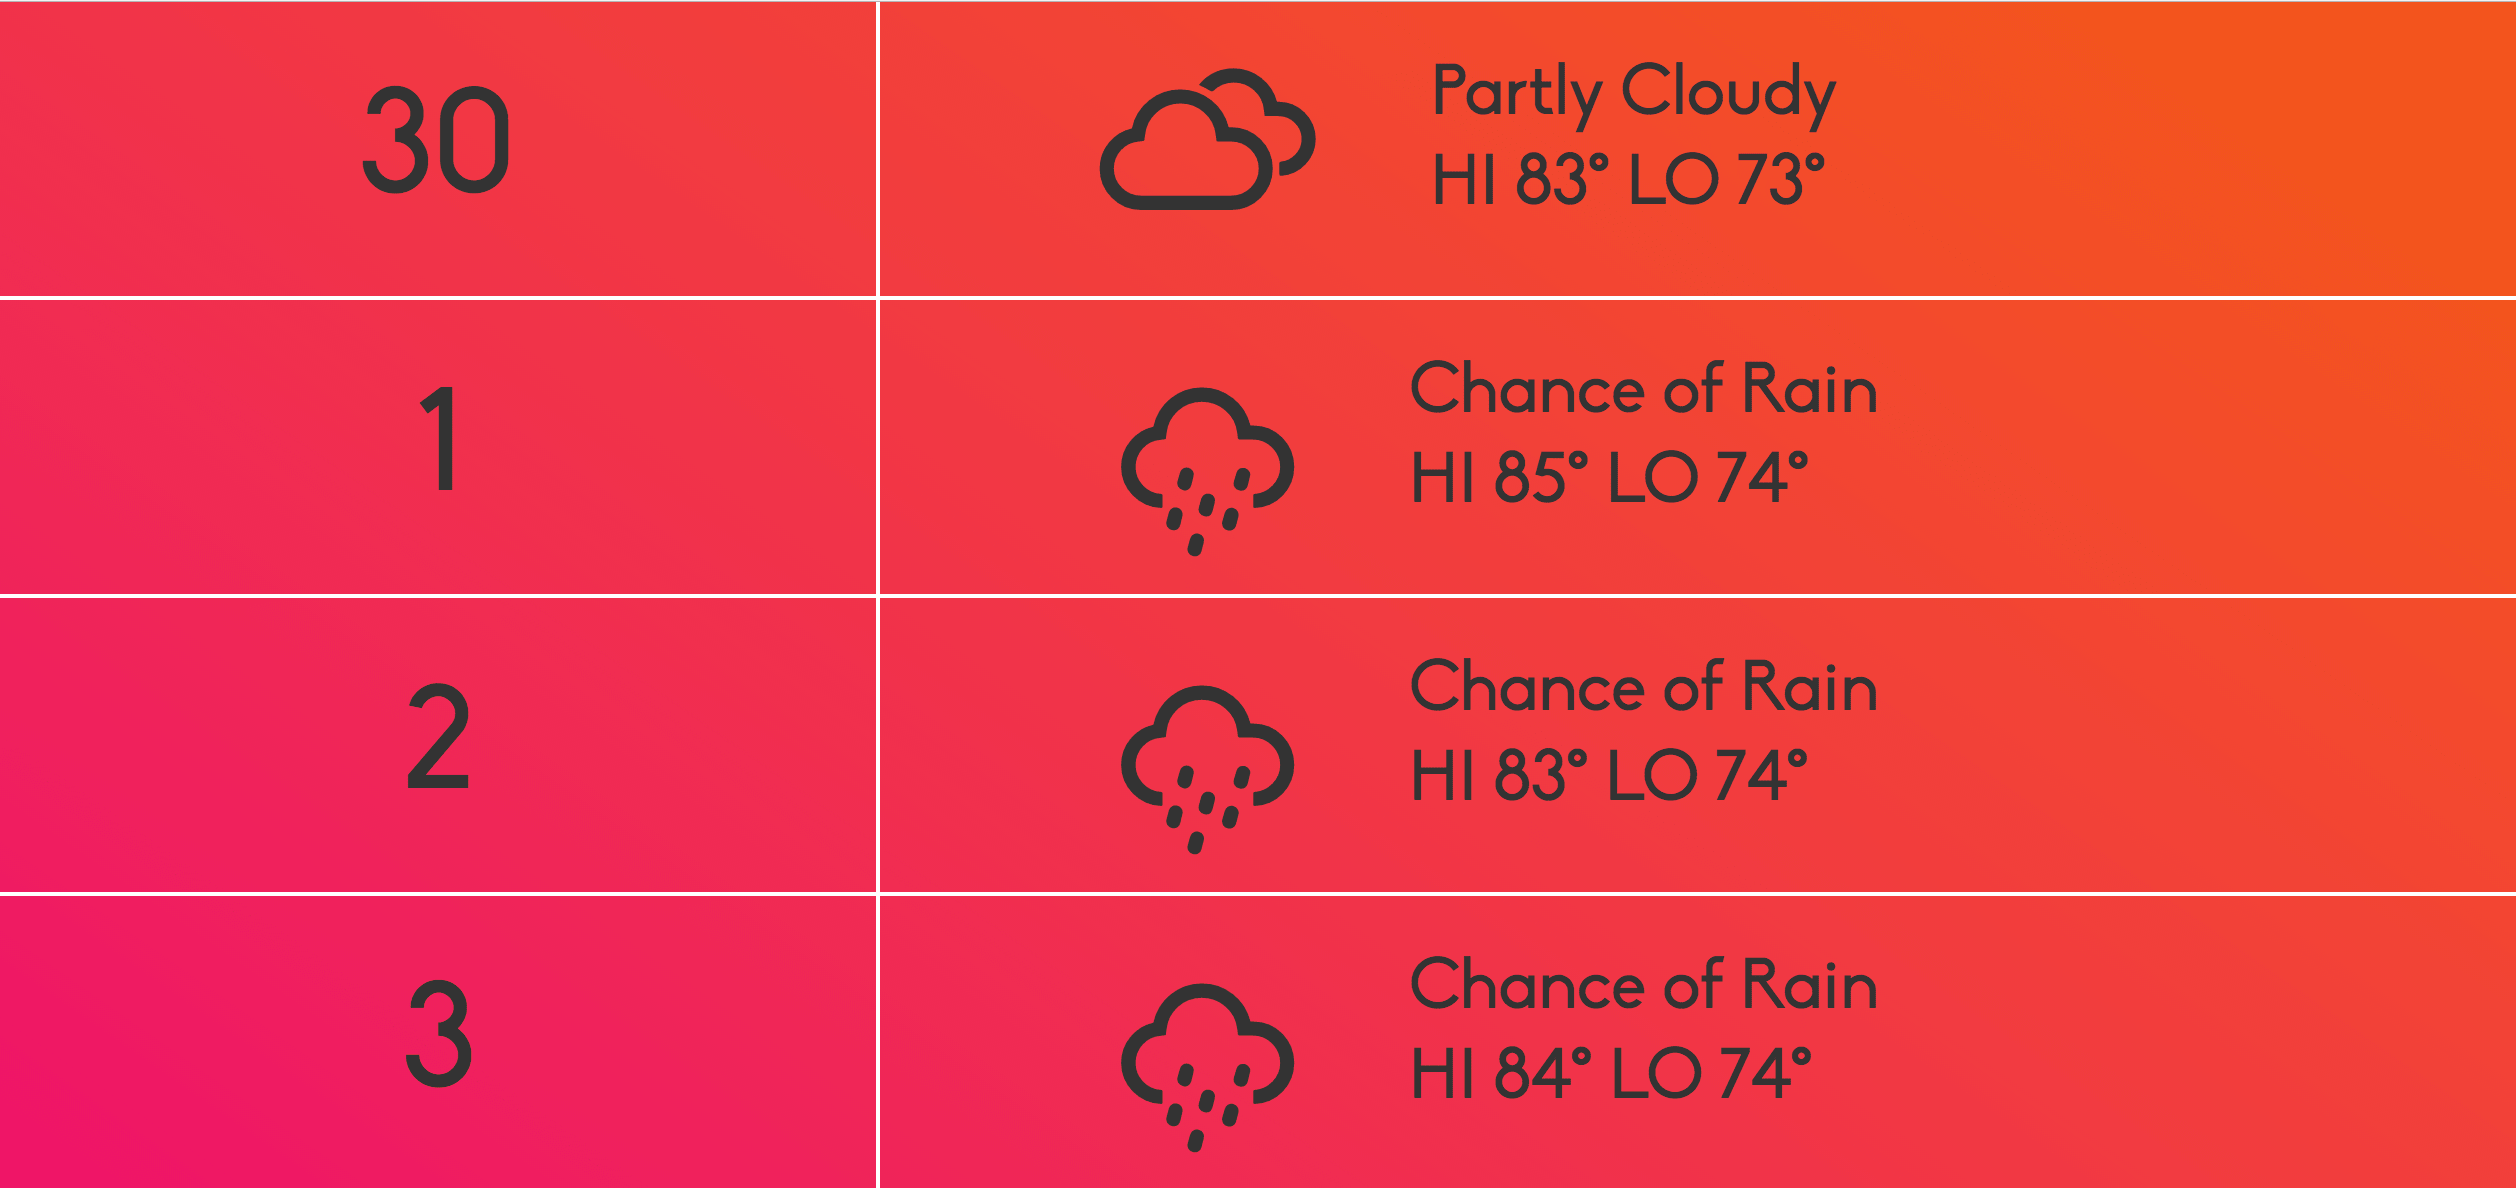 30
Partly Cloudy
HI 83° LO 73°
1
Chance of Rain
HI 85° LO 74°
2
Chance of Rain
HI 83° LO 74°
3
Chance of Rain
HI 84° LO 74°